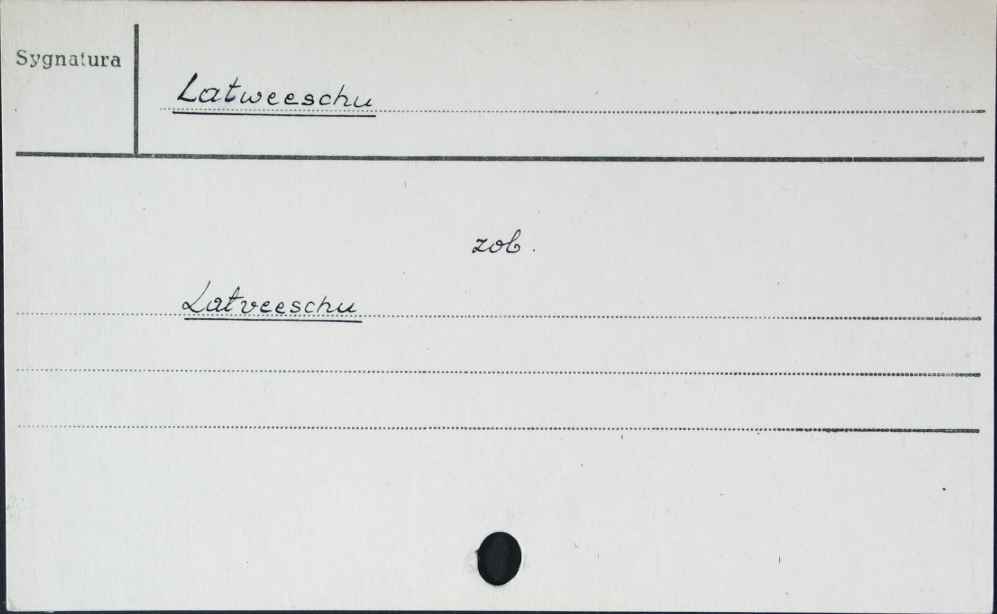 Sygnatura
Latweeschu
zob.
Latveeschu